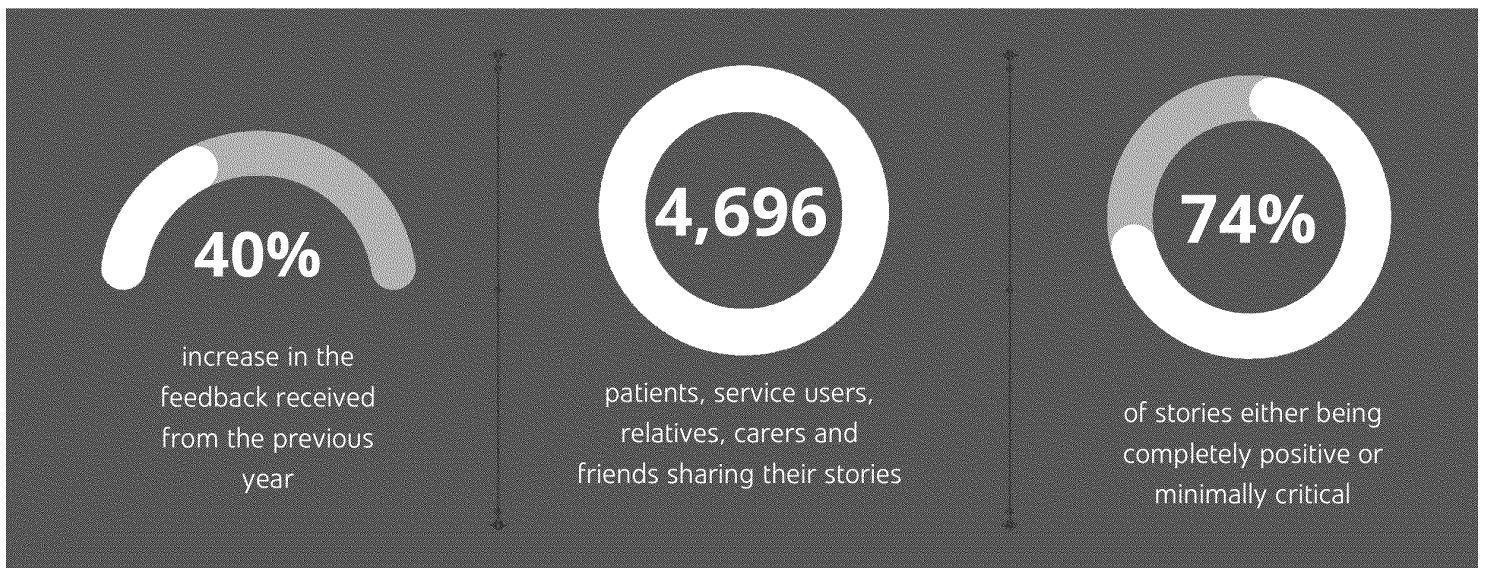 40%
increase in the
feedback received
from the previous
year
4,696
patients, service users,
relatives, carers and
friends sharing their stories
74%
of stories either being
completely positive or
minimally critical